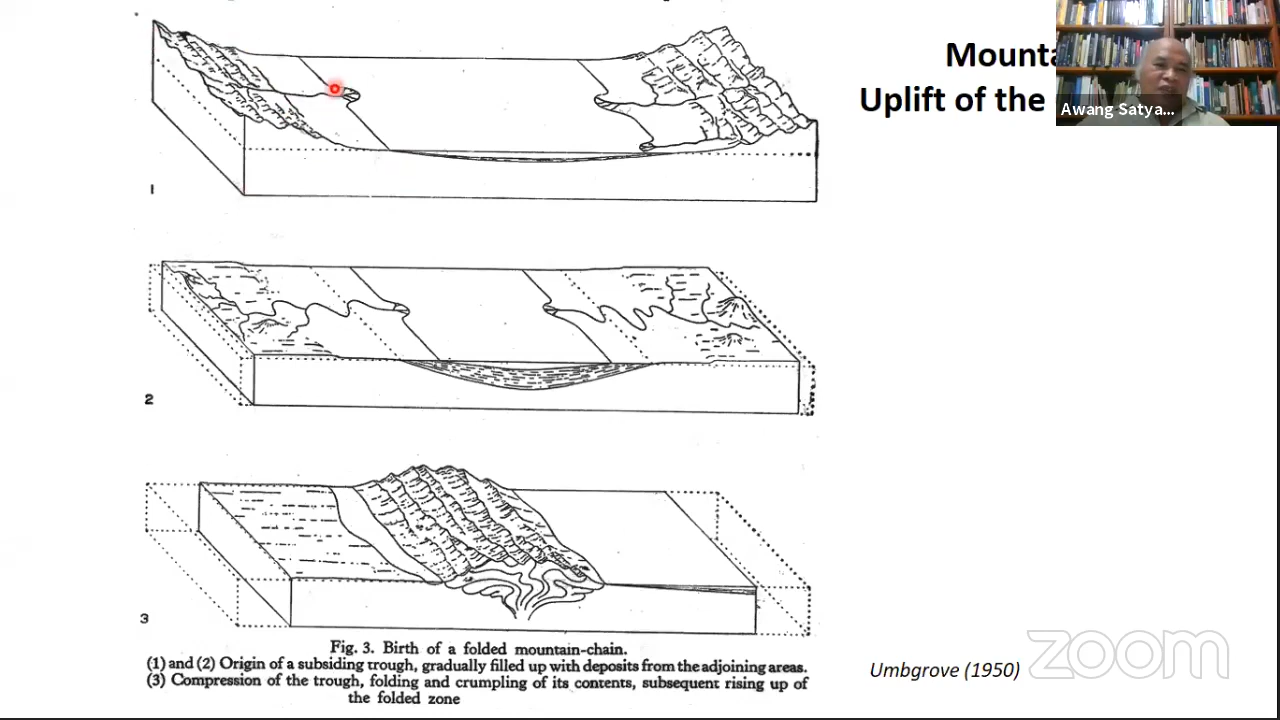 Uplift of the
Awang Satya...
1
2
3
Fig. 3. Birth of a folded mountain-chain.
(1) and (2) Origin of a subsiding trough, gradually filled up with deposits from the adjoining areas.
(3) Compression of the trough, folding and crumpling of its contents, subsequent rising up of
the folded zone
Umbgrove (1950)
zoom